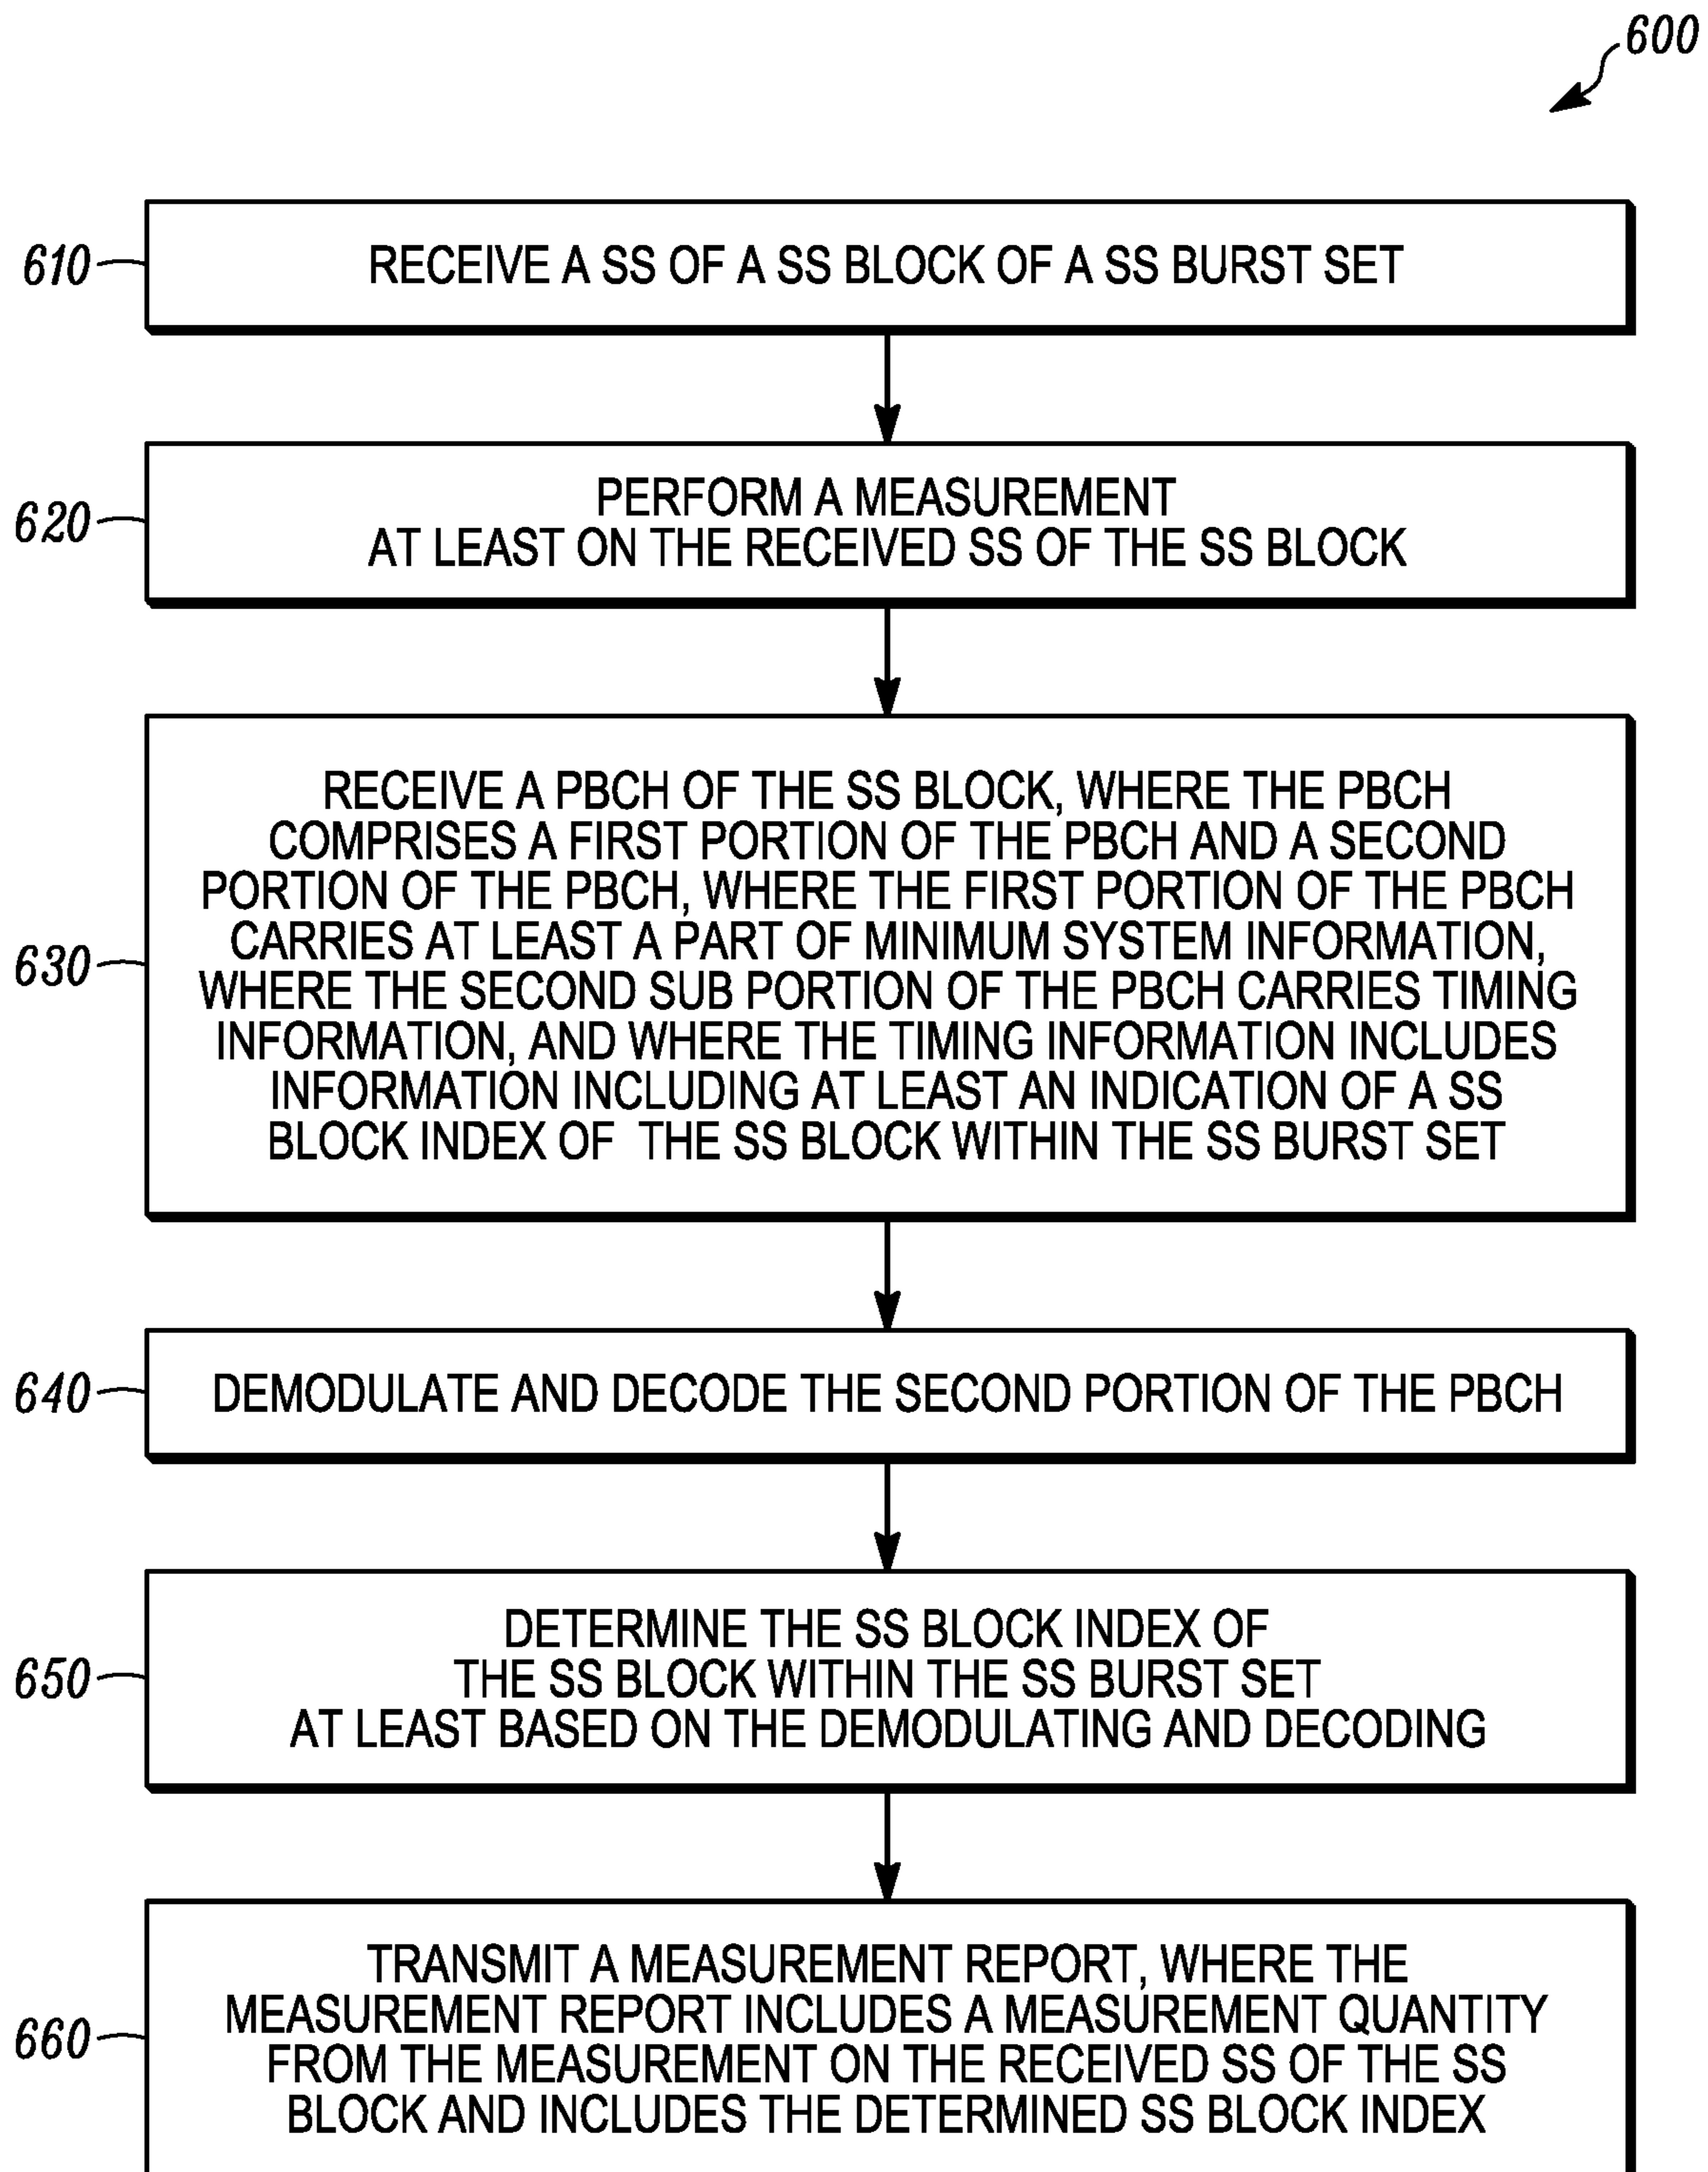 600
610
RECEIVE A SS OF A SS BLOCK OF A SS BURST SET
620
PERFORM A MEASUREMENT
AT LEAST ON THE RECEIVED SS OF THE SS BLOCK
630
RECEIVE A PBCH OF THE SS BLOCK, WHERE THE PBCH
COMPRISES A FIRST PORTION OF THE PBCH AND A SECOND
PORTION OF THE PBCH, WHERE THE FIRST PORTION OF THE PBCH
CARRIES AT LEAST A PART OF MINIMUM SYSTEM INFORMATION,
WHERE THE SECOND SUB PORTION OF THE PBCH CARRIES TIMING
INFORMATION, AND WHERE THE TIMING INFORMATION INCLUDES
INFORMATION INCLUDING AT LEAST AN INDICATION OF A SS
BLOCK INDEX OF THE SS BLOCK WITHIN THE SS BURST SET
640
DEMODULATE AND DECODE THE SECOND PORTION OF THE PBCH
650
DETERMINE THE SS BLOCK INDEX OF
THE SS BLOCK WITHIN THE SS BURST SET
AT LEAST BASED ON THE DEMODULATING AND DECODING
660
TRANSMIT A MEASUREMENT REPORT, WHERE THE
MEASUREMENT REPORT INCLUDES A MEASUREMENT QUANTITY
FROM THE MEASUREMENT ON THE RECEIVED SS OF THE SS
BLOCK AND INCLUDES THE DETERMINED SS BLOCK INDEX